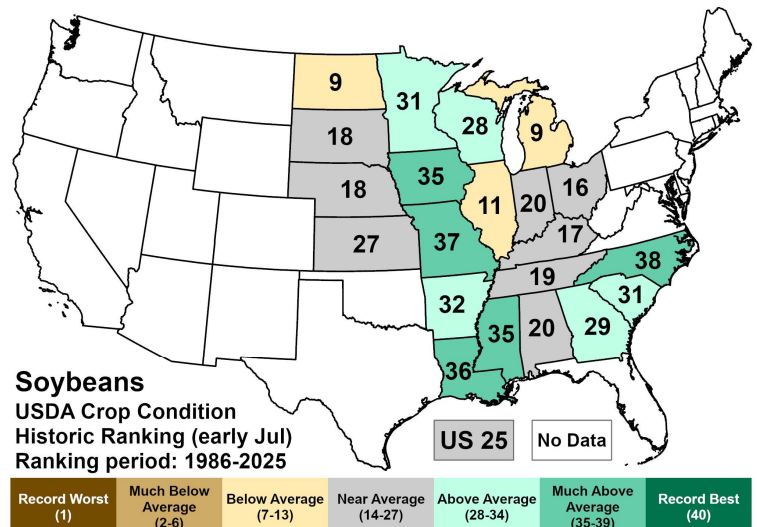 9
31
28
9
18
35
18
11
20
16
27
37
17
38
19
32
31
35
20
29
36
Soybeans
USDA Crop Condition
Historic Ranking (early Jul)
Ranking period: 1986-2025
US 25
No Data
Record Worst
(1)
Much Below
Average
(2-6)
Below Average
(7-13)
Near Average
(14-27)
Above Average
(28-34)
Much Above
Average
(35-39)
Record Best
(40)